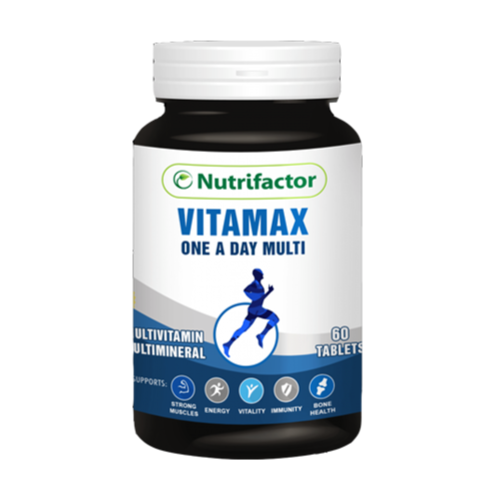 Nutrifactor
VITAMAX
ONE A DAY MULTI
ULTIVITAMIN
ULTIMINERAL
60
TABLETS
SUPPORTS:
STRONG
MUSCLES
ENERGY
VITALITY
IMMUNITY
BONE
HEALTH